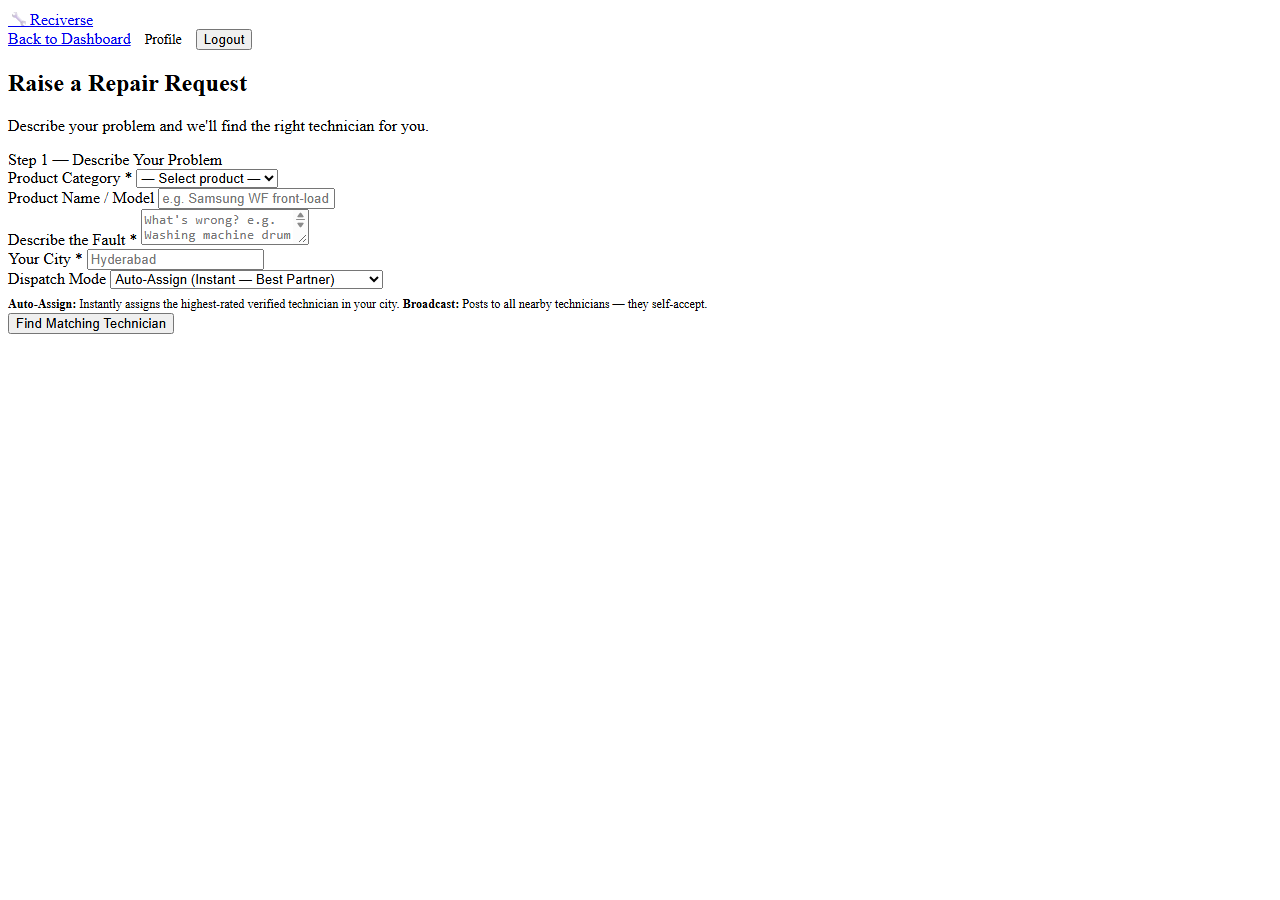 🔧 Reciverse
Back to Dashboard Profile Logout
Raise a Repair Request
Describe your problem and we'll find the right technician for you.
Step 1 — Describe Your Problem
Product Category * — Select product —
Product Name / Model e.g. Samsung WF front-load
Describe the Fault * What's wrong? e.g.
Washing machine drum
Your City * Hyderabad
Dispatch Mode Auto-Assign (Instant — Best Partner)
Auto-Assign: Instantly assigns the highest-rated verified technician in your city. Broadcast: Posts to all nearby technicians — they self-accept.
Find Matching Technician